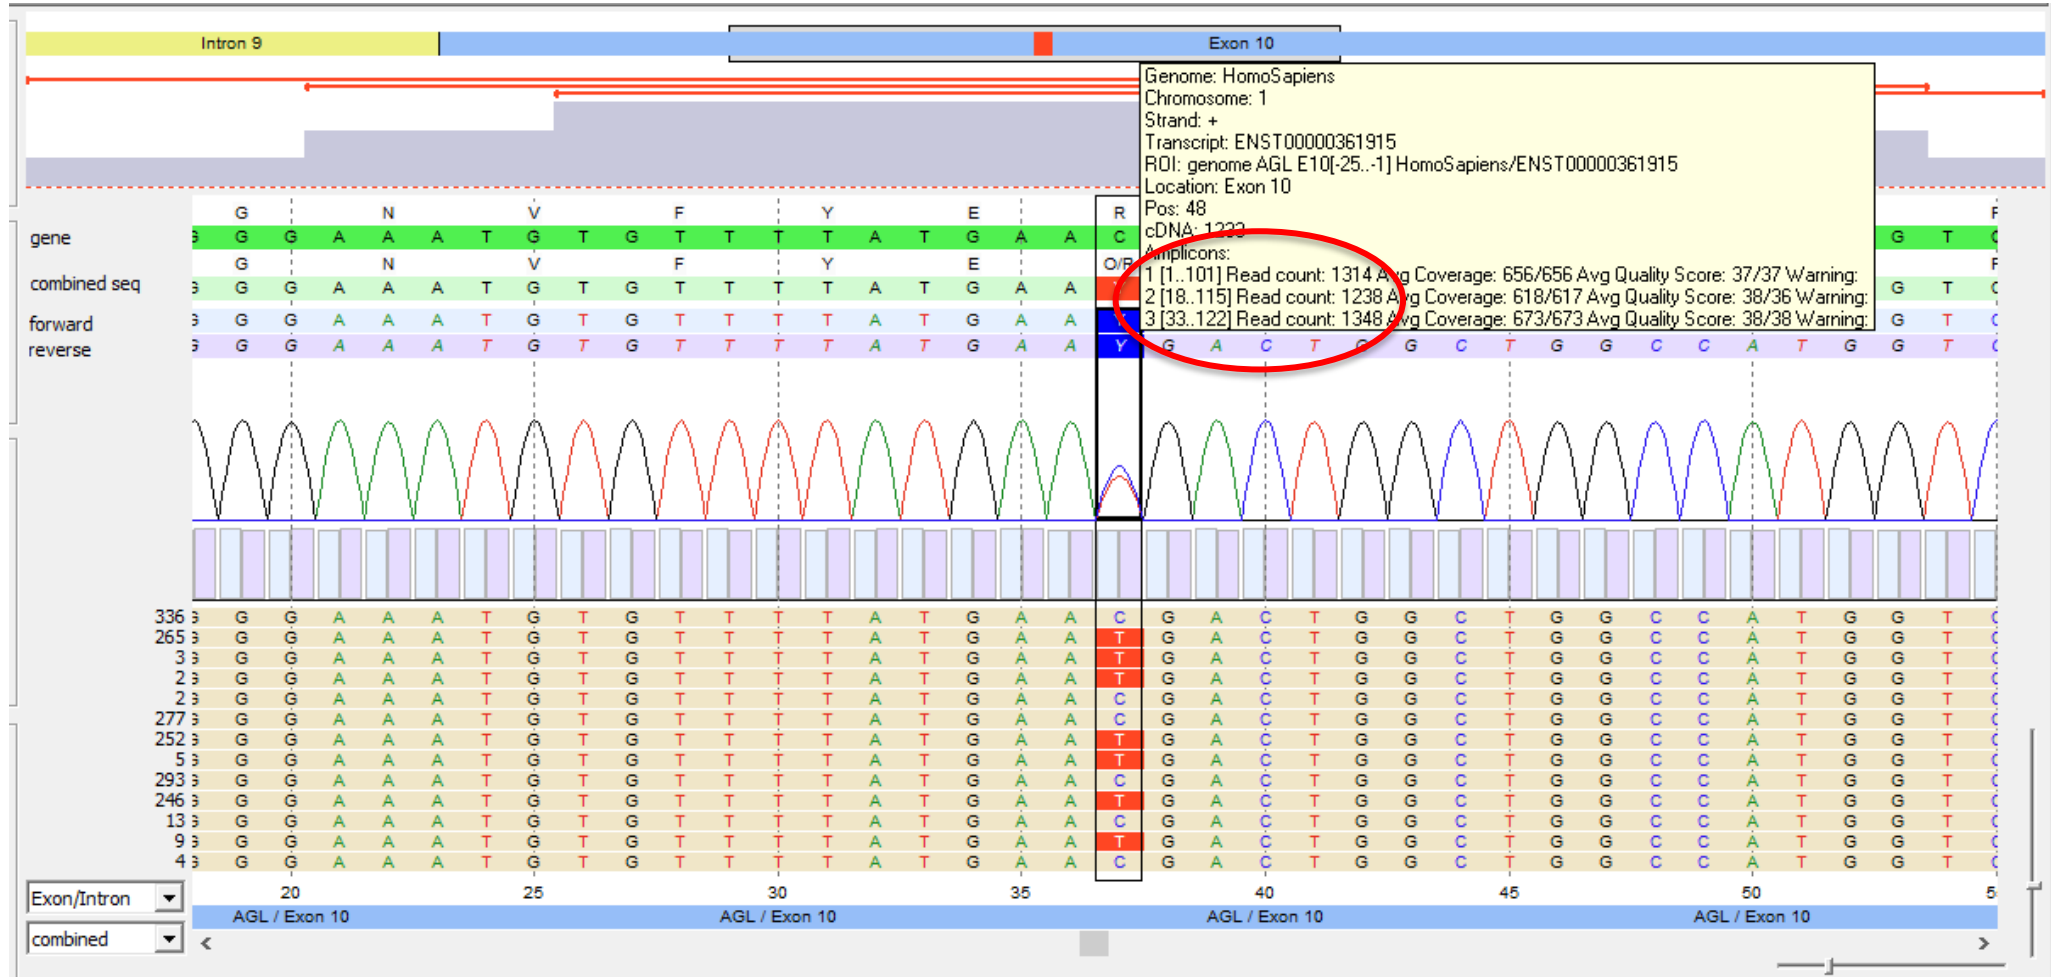 Intron 9 Exon 10
Genome: HomoSapiens
Chromosome: 1
Strand: +
Transcript: ENST00000361915
ROI: genome AGL E10[-25..-1] HomoSapiens/ENST00000361915
Location: Exon 10
Pos: 48
cDNA:
Amplicons:
1 [1..101] Read count: 1314 Avg Coverage: 656/656 Avg Quality Score: 37/37 Warning:
2 [18..115] Read count: 1238 Avg Coverage: 618/617 Avg Quality Score: 38/36 Warning:
3 [33..122] Read count: 1348 Avg Coverage: 673/673 Avg Quality Score: 38/38 Warning:
G N V F Y E R
gene G G A A A T G T G T T T T A T G A A C G T
G N V F Y E O/R
combined seq G G A A A T G T G T T T T A T G A A G T
forward G G A A A T G T G T T T T A T G A A G T
reverse G G A A A T G T G T T T T A T G A A Y G A C T G G C T G G C C A T G G T
336 G G A A A T G T G T T T T A T G A A C G A C T G G C T G G C C A T G G T
265 G G A A A T G T G T T T T A T G A A T G A C T G G C T G G C C A T G G T
3 G G A A A T G T G T T T T A T G A A T G A C T G G C T G G C C A T G G T
2 G G A A A T G T G T T T T A T G A A T G A C T G G C T G G C C A T G G T
2 G G A A A T G T G T T T T A T G A A C G A C T G G C T G G C C A T G G T
277 G G A A A T G T G T T T T A T G A A C G A C T G G C T G G C C A T G G T
252 G G A A A T G T G T T T T A T G A A T G A C T G G C T G G C C A T G G T
5 G G A A A T G T G T T T T A T G A A T G A C T G G C T G G C C A T G G T
293 G G A A A T G T G T T T T A T G A A C G A C T G G C T G G C C A T G G T
246 G G A A A T G T G T T T T A T G A A T G A C T G G C T G G C C A T G G T
13 G G A A A T G T G T T T T A T G A A C G A C T G G C T G G C C A T G G T
9 G G A A A T G T G T T T T A T G A A T G A C T G G C T G G C C A T G G T
4 G G A A A T G T G T T T T A T G A A C G A C T G G C T G G C C A T G G T
20 25 30 35 40 45 50 5
Exon/Intron
AGL / Exon 10 AGL / Exon 10 AGL / Exon 10 AGL / Exon 10
combined